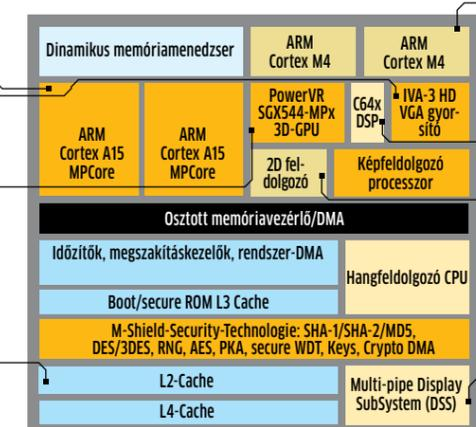 Dinamikus memóriamenedzser
ARM
Cortex M4
ARM
Cortex M4
ARM
Cortex A15
MPCore
ARM
Cortex A15
MPCore
PowerVR
SGX544-MPx
3D-GPU
C64x
DSP
IVA-3 HD
VGA gyor-
sító
2D fel-
dolgozó
Képfeldolgozó
processzor
Osztott memóriavezérlő/DMA
Időzítők, megszakításkezelők, rendszer-DMA
Hangfeldolgozó CPU
Boot/secure ROM L3 Cache
M-Shield-Security-Technologie: SHA-1/SHA-2/MD5,
DES/3DES, RNG, AES, PKA, secure WDT, Keys, Crypto DMA
L2-Cache
Multi-pipe Display
SubSystem (DSS)
L4-Cache